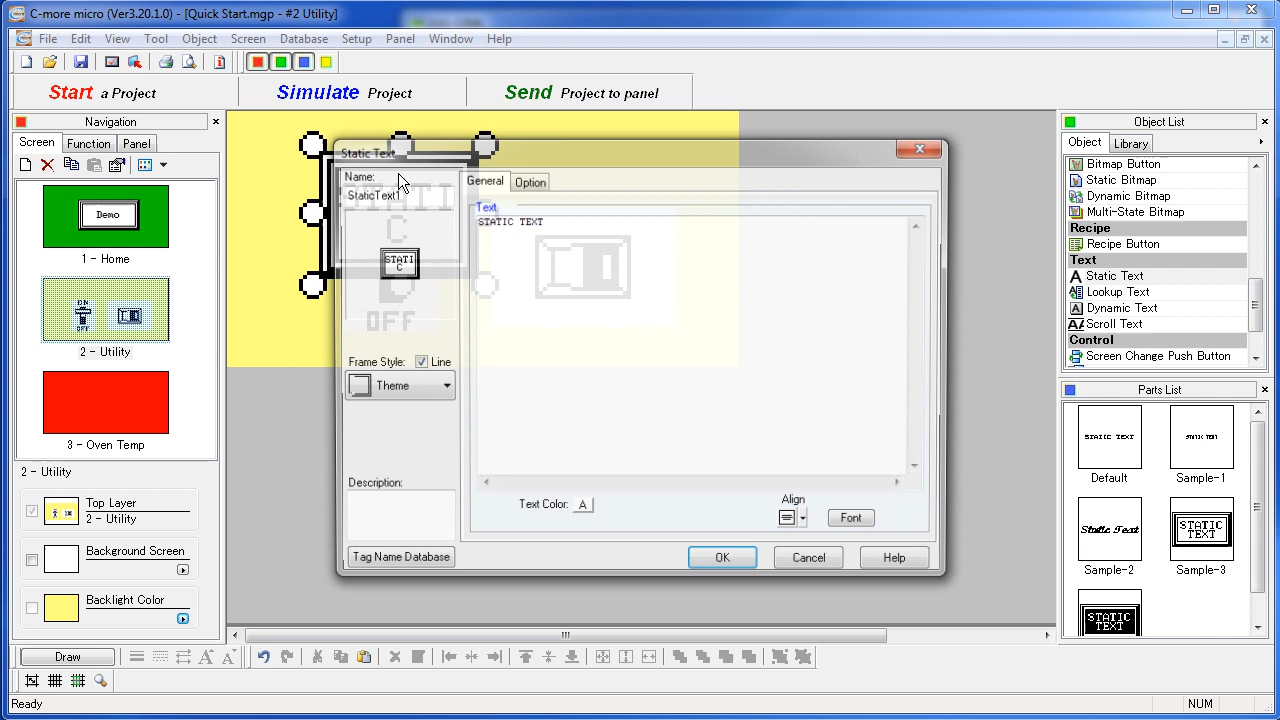 C-more micro (Ver3.20.1.0) - [Quick Start.mgp - #2 Utility]
File Edit View Tool Object Screen Database Setup Panel Window Help
Start a Project
Simulate Project
Send Project to panel
Navigation
Screen Function Panel
Demo
1 - Home
ON
OFF
2 - Utility
3 - Oven Temp
2 - Utility
Top Layer
2 - Utility
Background Screen
Backlight Color
Static Text
Name:
StaticText1
STATI
C
STATI
C
OFF
Frame Style: Line
Theme
Description:
Tag Name Database
General Option
Text
STATIC TEXT
Text Color: A
Align
Font
OK Cancel Help
Object List
Object Library
Bitmap Button
Static Bitmap
Dynamic Bitmap
Multi-State Bitmap
Recipe
Recipe Button
Text
Static Text
Lookup Text
Dynamic Text
Scroll Text
Control
Screen Change Push Button
Parts List
STATIC TEXT
Default
STATIC TEXT
Sample-1
Static Text
Sample-2
STATIC
TEXT
Sample-3
STATIC
TEXT
Draw
Ready
NUM